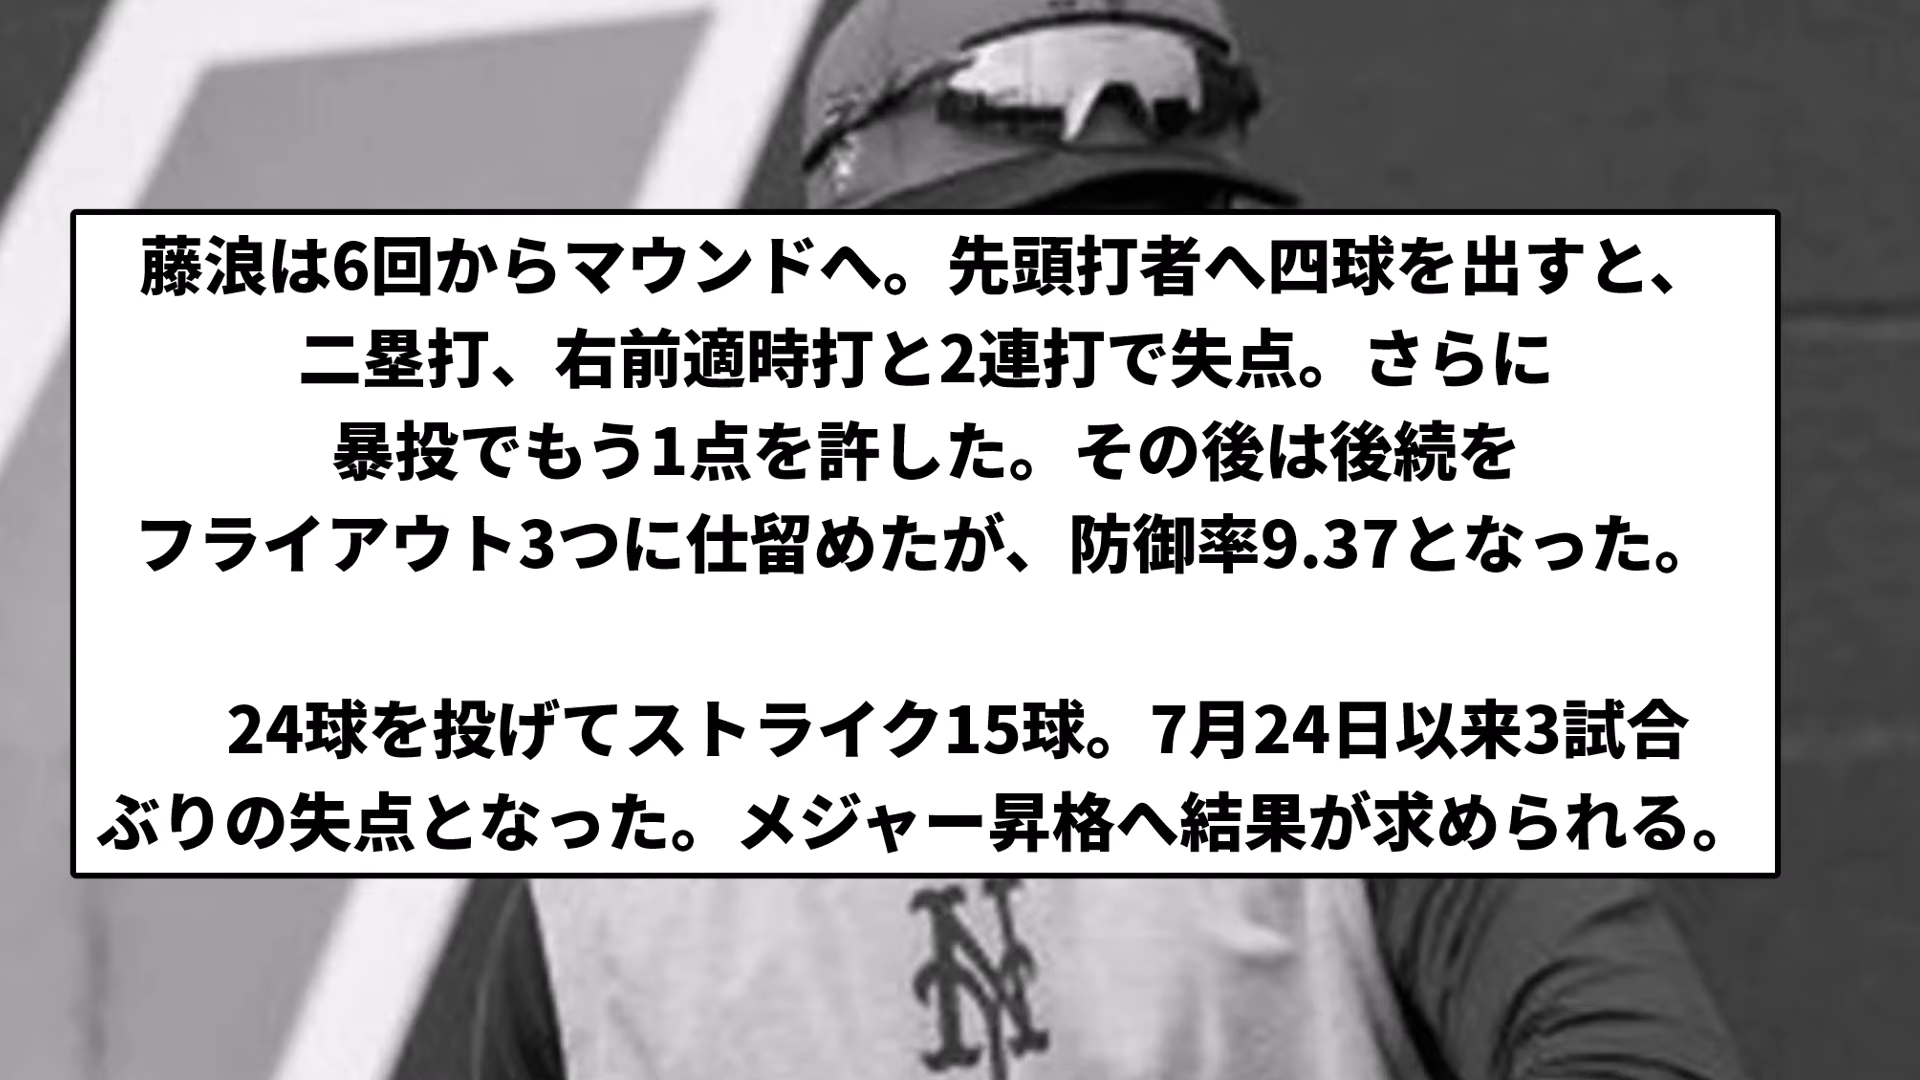 藤浪は6回からマウンドへ。先頭打者へ四球を出すと、
二塁打、右前適時打と2連打で失点。さらに
暴投でもう1点を許した。その後は後続を
フライアウト3つに仕留めたが、防御率9.37となった。
24球を投げてストライク15球。7月24日以来3試合
ぶりの失点となった。メジャー昇格へ結果が求められる。
NY